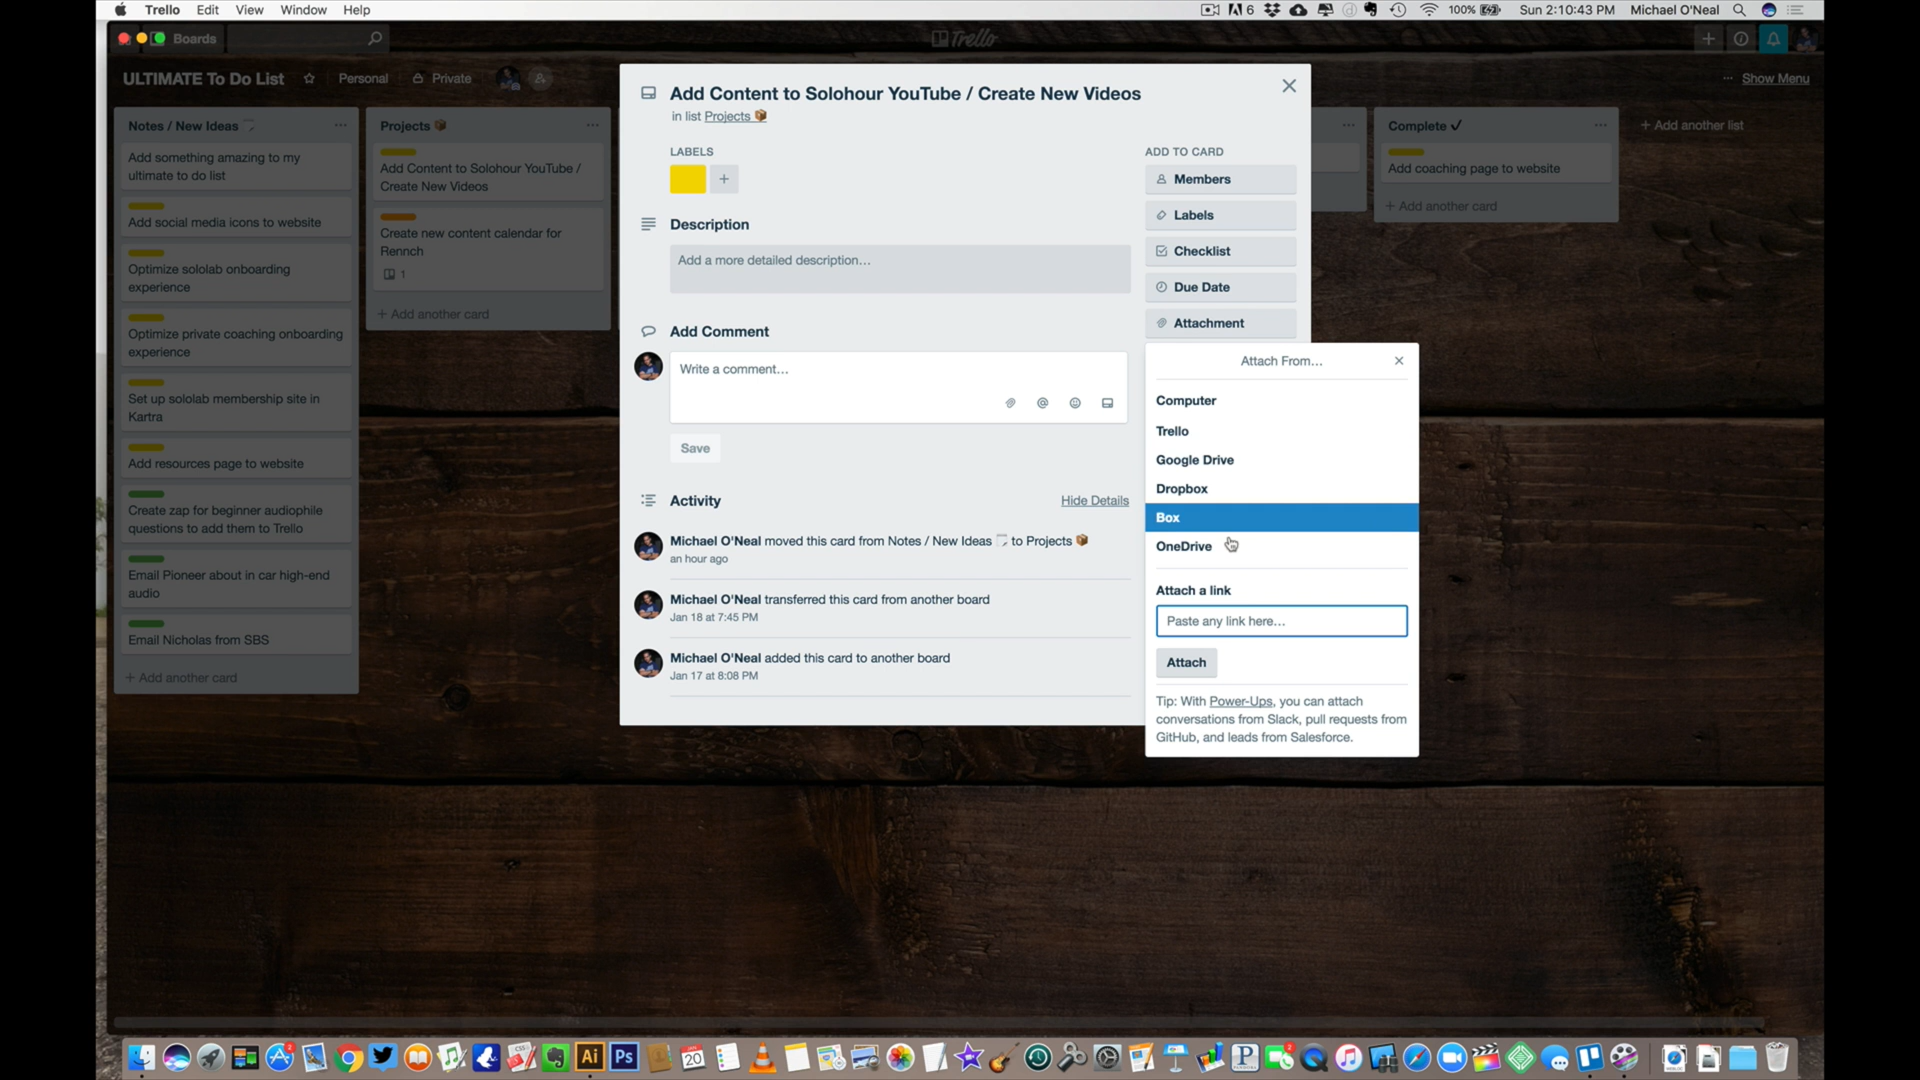 Trello Edit View Window Help
6 100% Sun 2:10:43 PM Michael O'Neal
Boards
Trello
ULTIMATE To Do List Personal Private
Show Menu
Notes / New Ideas
Add something amazing to my
ultimate to do list
Add social media icons to website
Optimize sololab onboarding
experience
Optimize private coaching onboarding
experience
Set up sololab membership site in
Kartra
Add resources page to website
Create zap for beginner audiophile
questions to add them to Trello
Email Pioneer about in car high-end
audio
Email Nicholas from SBS
+ Add another card
Projects
Add Content to Solohour YouTube /
Create New Videos
Create new content calendar for
Rennch
1
+ Add another card
Add Content to Solohour YouTube / Create New Videos
in list Projects
LABELS
+
Description
Add a more detailed description…
Add Comment
Write a comment…
Save
Activity
Hide Details
Michael O'Neal moved this card from Notes / New Ideas to Projects
an hour ago
Michael O'Neal transferred this card from another board
Jan 18 at 7:45 PM
Michael O'Neal added this card to another board
Jan 17 at 8:08 PM
ADD TO CARD
Members
Labels
Checklist
Due Date
Attachment
Attach From…
Computer
Trello
Google Drive
Dropbox
Box
OneDrive
Attach a link
Paste any link here…
Attach
Tip: With Power-Ups, you can attach
conversations from Slack, pull requests from
GitHub, and leads from Salesforce.
Complete ✓
Add coaching page to website
+ Add another card
+ Add another list
Ai Ps
20